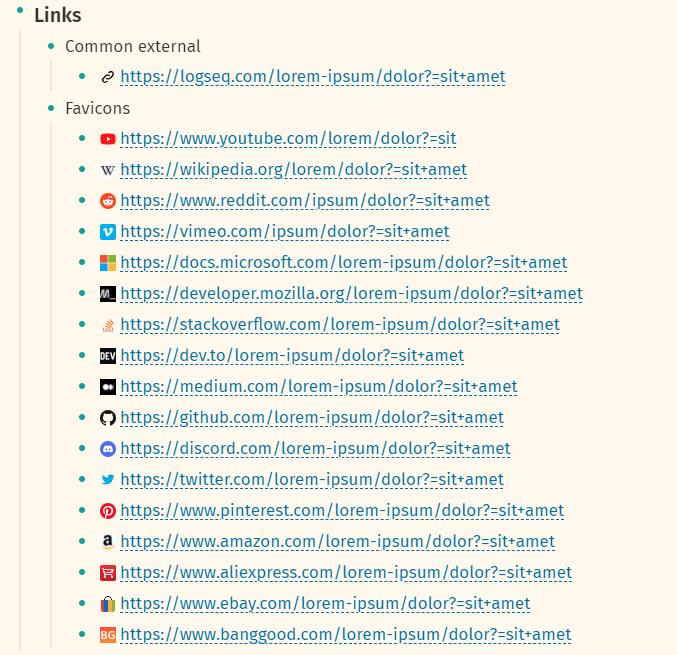 Links
Common external
https://logseq.com/lorem-ipsum/dolor?=sit+amet
Favicons
https://www.youtube.com/lorem/dolor?=sit
W https://wikipedia.org/lorem/dolor?=sit+amet
https://www.reddit.com/ipsum/dolor?=sit+amet
https://vimeo.com/ipsum/dolor?=sit+amet
https://docs.microsoft.com/lorem-ipsum/dolor?=sit+amet
M_ https://developer.mozilla.org/lorem-ipsum/dolor?=sit+amet
https://stackoverflow.com/lorem-ipsum/dolor?=sit+amet
DEV https://dev.to/lorem-ipsum/dolor?=sit+amet
https://medium.com/lorem-ipsum/dolor?=sit+amet
https://github.com/lorem-ipsum/dolor?=sit+amet
https://discord.com/lorem-ipsum/dolor?=sit+amet
https://twitter.com/lorem-ipsum/dolor?=sit+amet
https://www.pinterest.com/lorem-ipsum/dolor?=sit+amet
a https://www.amazon.com/lorem-ipsum/dolor?=sit+amet
https://www.aliexpress.com/lorem-ipsum/dolor?=sit+amet
https://www.ebay.com/lorem-ipsum/dolor?=sit+amet
BG https://www.banggood.com/lorem-ipsum/dolor?=sit+amet